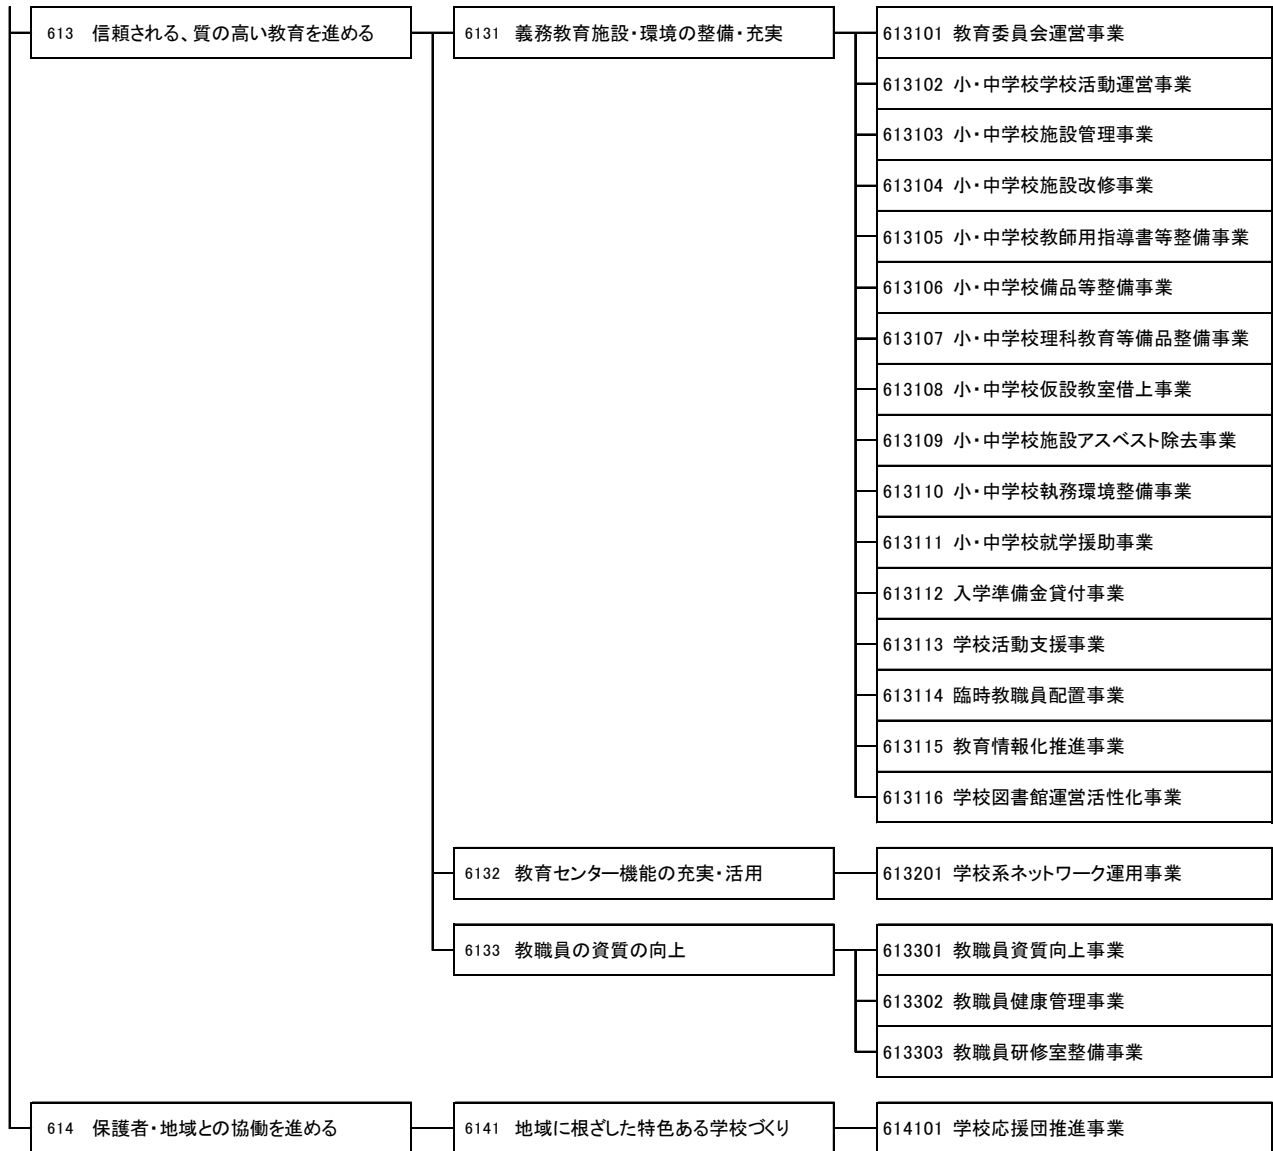 613 信頼される、質の高い教育を進める
6131 義務教育施設・環境の整備・充実
613101 教育委員会運営事業
613102 小・中学校学校活動運営事業
613103 小・中学校施設管理事業
613104 小・中学校施設改修事業
613105 小・中学校教師用指導書等整備事業
613106 小・中学校備品等整備事業
613107 小・中学校理科教育等備品整備事業
613108 小・中学校仮設教室借上事業
613109 小・中学校施設アスベスト除去事業
613110 小・中学校執務環境整備事業
613111 小・中学校就学援助事業
613112 入学準備金貸付事業
613113 学校活動支援事業
613114 臨時教職員配置事業
613115 教育情報化推進事業
613116 学校図書館運営活性化事業
6132 教育センター機能の充実・活用
613201 学校系ネットワーク運用事業
6133 教職員の資質の向上
613301 教職員資質向上事業
613302 教職員健康管理事業
613303 教職員研修室整備事業
614 保護者・地域との協働を進める
6141 地域に根ざした特色ある学校づくり
614101 学校応援団推進事業